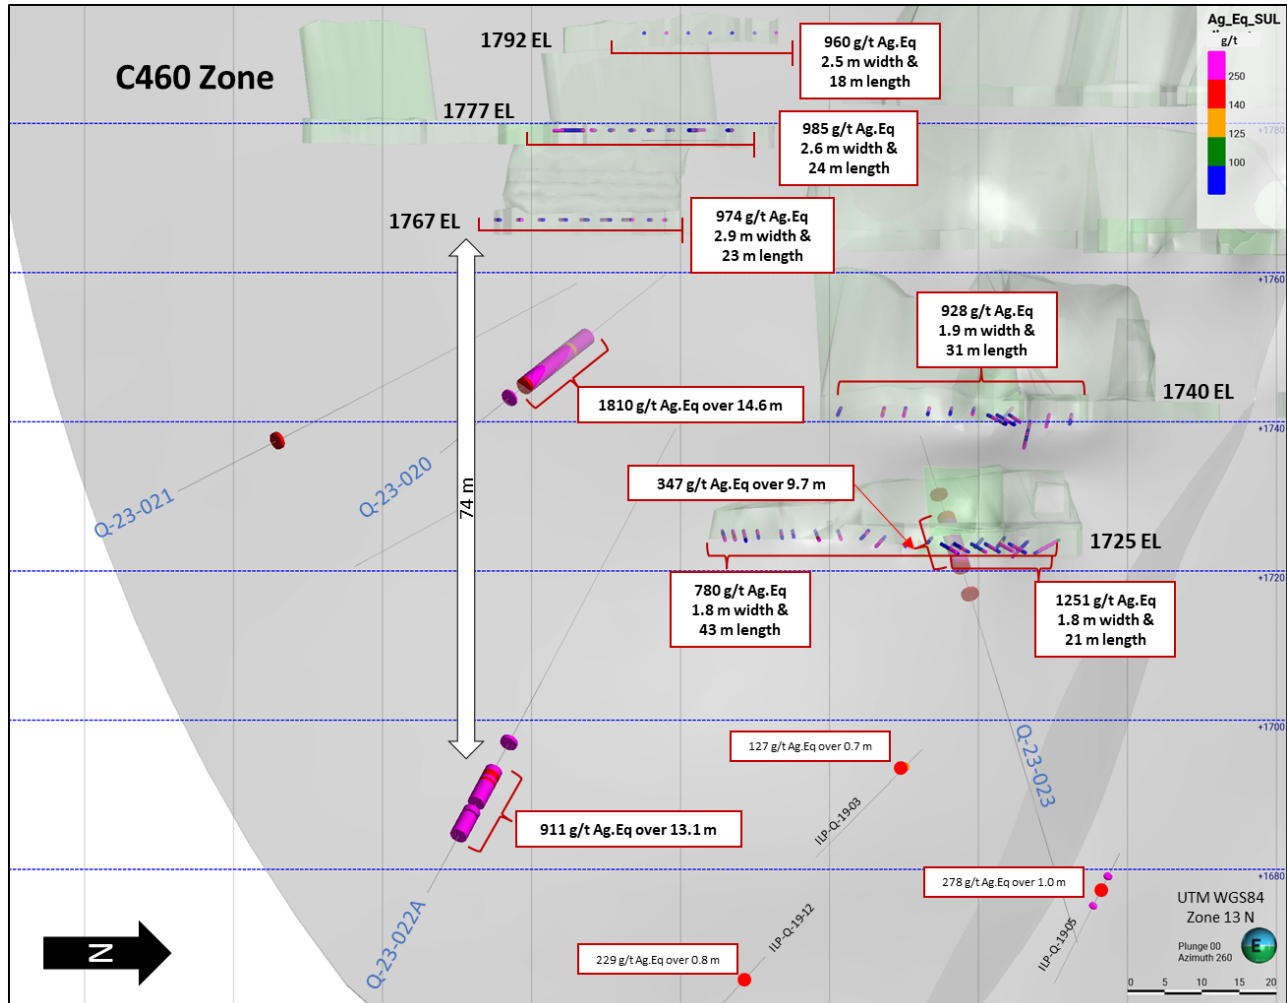 C460 Zone
1792 EL
960 g/t Ag.Eq
2.5 m width &
18 m length
Ag_Eq_SUL
g/t
250
140
125
100
1777 EL
985 g/t Ag.Eq
2.6 m width &
24 m length
+1780
1767 EL
974 g/t Ag.Eq
2.9 m width &
23 m length
+1760
928 g/t Ag.Eq
1.9 m width &
31 m length
1740 EL
1810 g/t Ag.Eq over 14.6 m
+1740
Q-23-021
Q-23-020
74 m
347 g/t Ag.Eq over 9.7 m
1725 EL
+1720
780 g/t Ag.Eq
1.8 m width &
43 m length
1251 g/t Ag.Eq
1.8 m width &
21 m length
+1700
127 g/t Ag.Eq over 0.7 m
Q-23-023
ILP-Q-19-03
911 g/t Ag.Eq over 13.1 m
+1680
278 g/t Ag.Eq over 1.0 m
Q-23-022A
ILP-Q-19-12
ILP-Q-19-05
229 g/t Ag.Eq over 0.8 m
N
UTM WGS84
Zone 13 N
Plunge 00
Azimuth 260
E
0 5 10 15 20